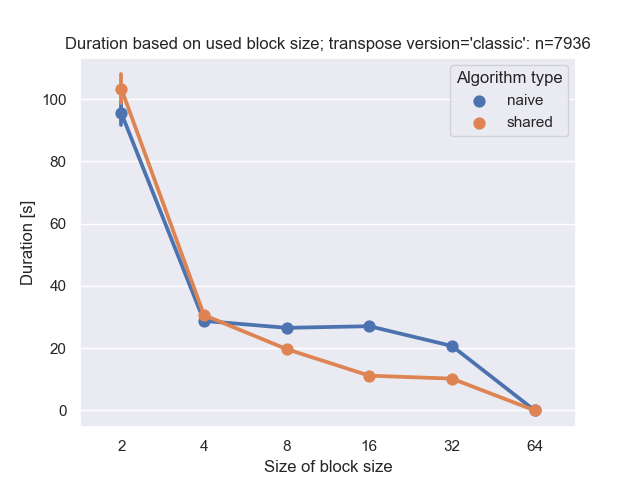 Duration based on used block size; transpose version='classic': n=7936
Algorithm type
naive
shared
Duration [s]
100
80
60
40
20
0
2 4 8 16 32 64
Size of block size